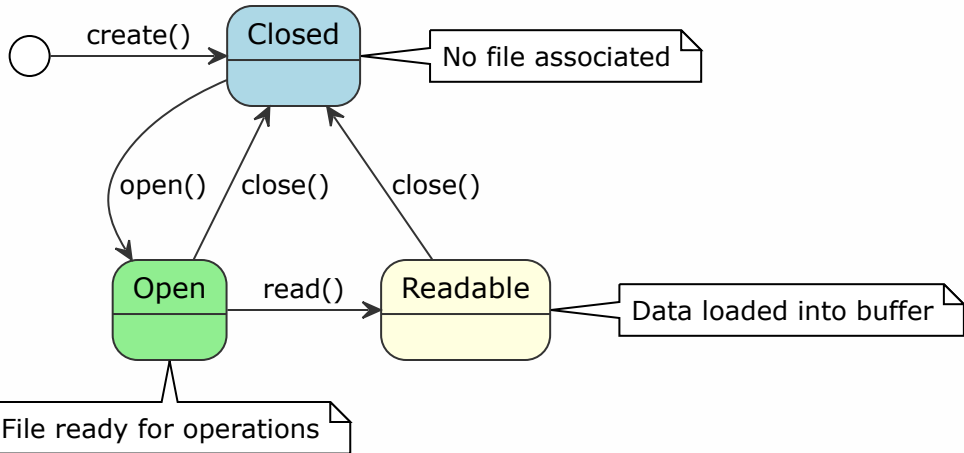 create()
Closed
No file associated
open()
close()
close()
Open
read()
Readable
Data loaded into buffer
File ready for operations